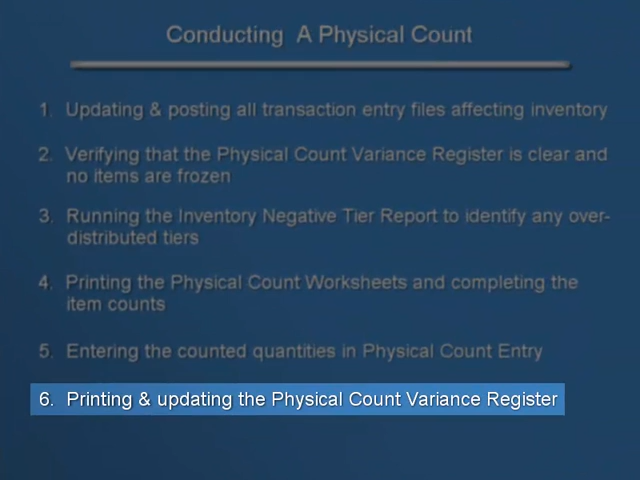 Conducting A Physical Count
1. Updating & posting all transaction entry files affecting inventory
2. Verifying that the Physical Count Variance Register is clear and
no items are frozen
3. Running the Inventory Negative Tier Report to identify any over-
distributed tiers
4. Printing the Physical Count Worksheets and completing the
item counts
5. Entering the counted quantities in Physical Count Entry
6. Printing & updating the Physical Count Variance Register